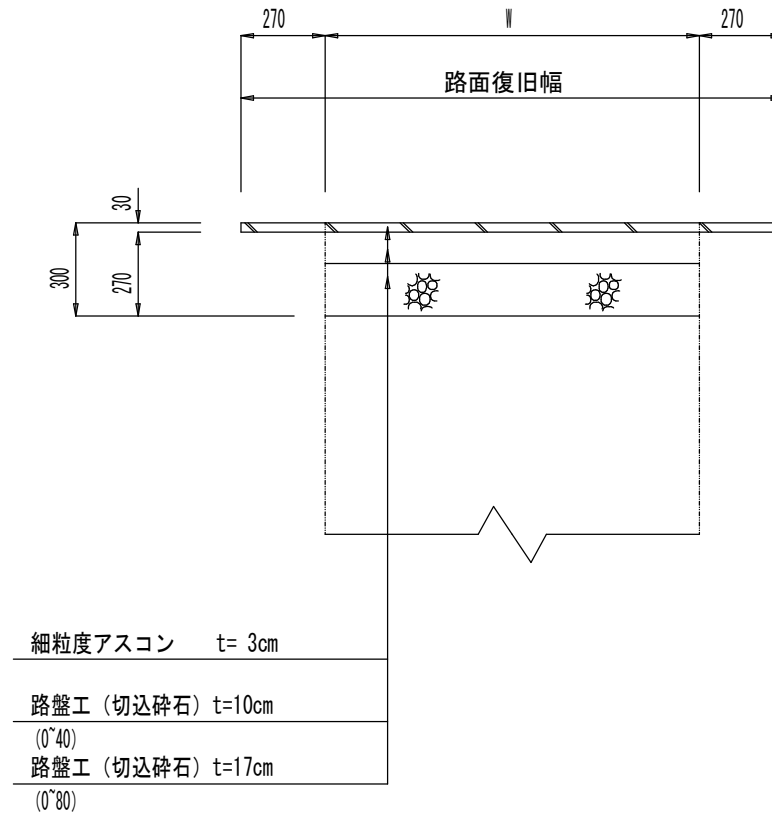 270 W 270
路面復旧幅
30
300
270
細粒度アスコン t= 3cm
路盤工（切込砕石）t=10cm
(0~40)
路盤工（切込砕石）t=17cm
(0~80)